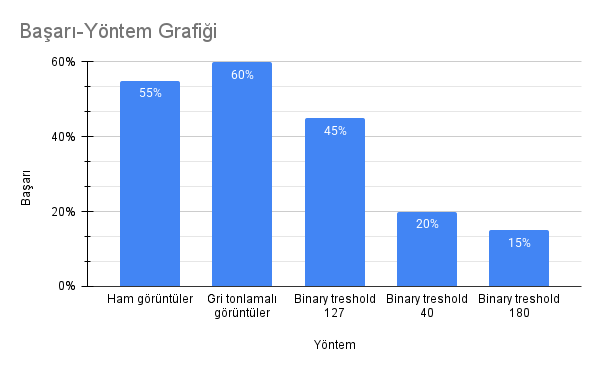 Başarı-Yöntem Grafiği
60%
40%
20%
0%
Başarı
55%
60%
45%
20%
15%
Ham görüntüler
Gri tonlamalı
görüntüler
Binary treshold
127
Binary treshold
40
Binary treshold
180
Yöntem